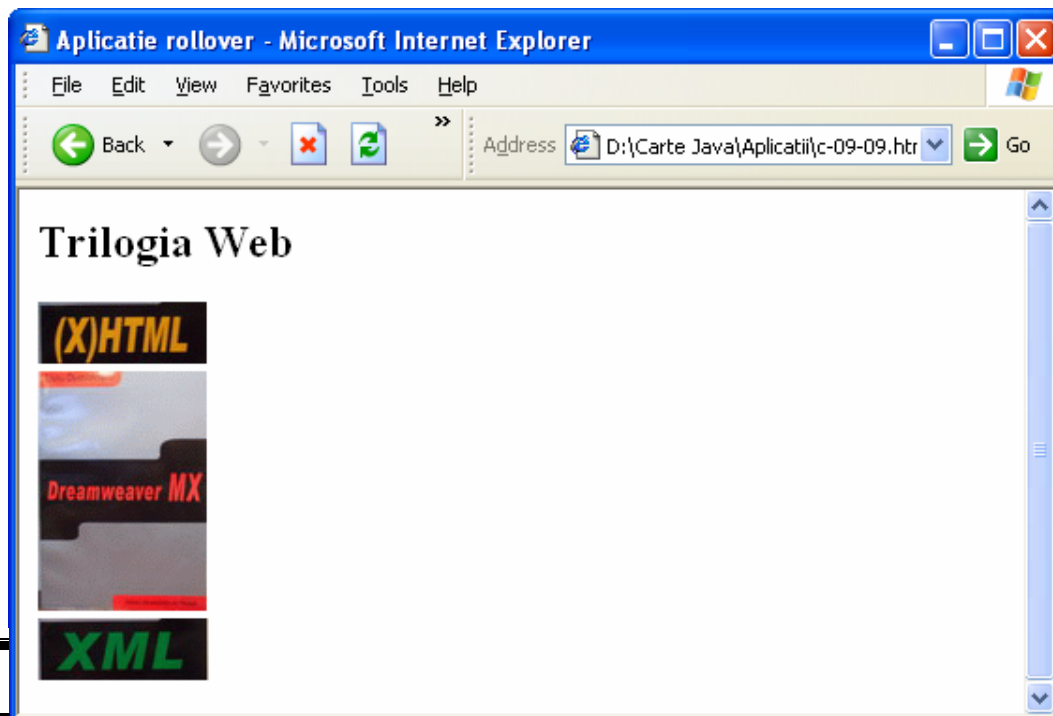 Aplicatie rollover - Microsoft Internet Explorer
File Edit View Favorites Tools Help
Back » Address D:\Carte Java\Aplicatii\c-09-09.htr Go
Trilogia Web
(X)HTML
Dreamweaver MX
XML